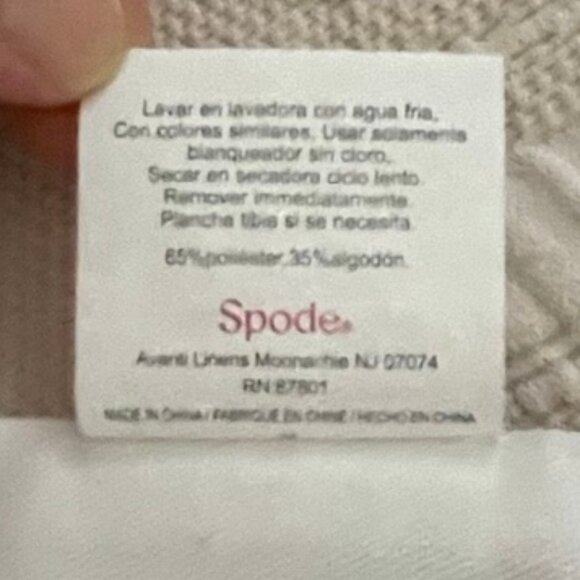 Lavar en lavadora con agua fria.
Con colores similares. Usar solamente
blanqueador sin cloro.
Secar en secadora ciclo lento.
Remover immediatamente.
Plancha tibia si se necesita.
65% poliéster, 35% algodón.
Spode®
Avanti Linens Moonachie NJ 07074
RN 87801
MADE IN CHINA / FABRIQUÉ EN CHINE / HECHO EN CHINA